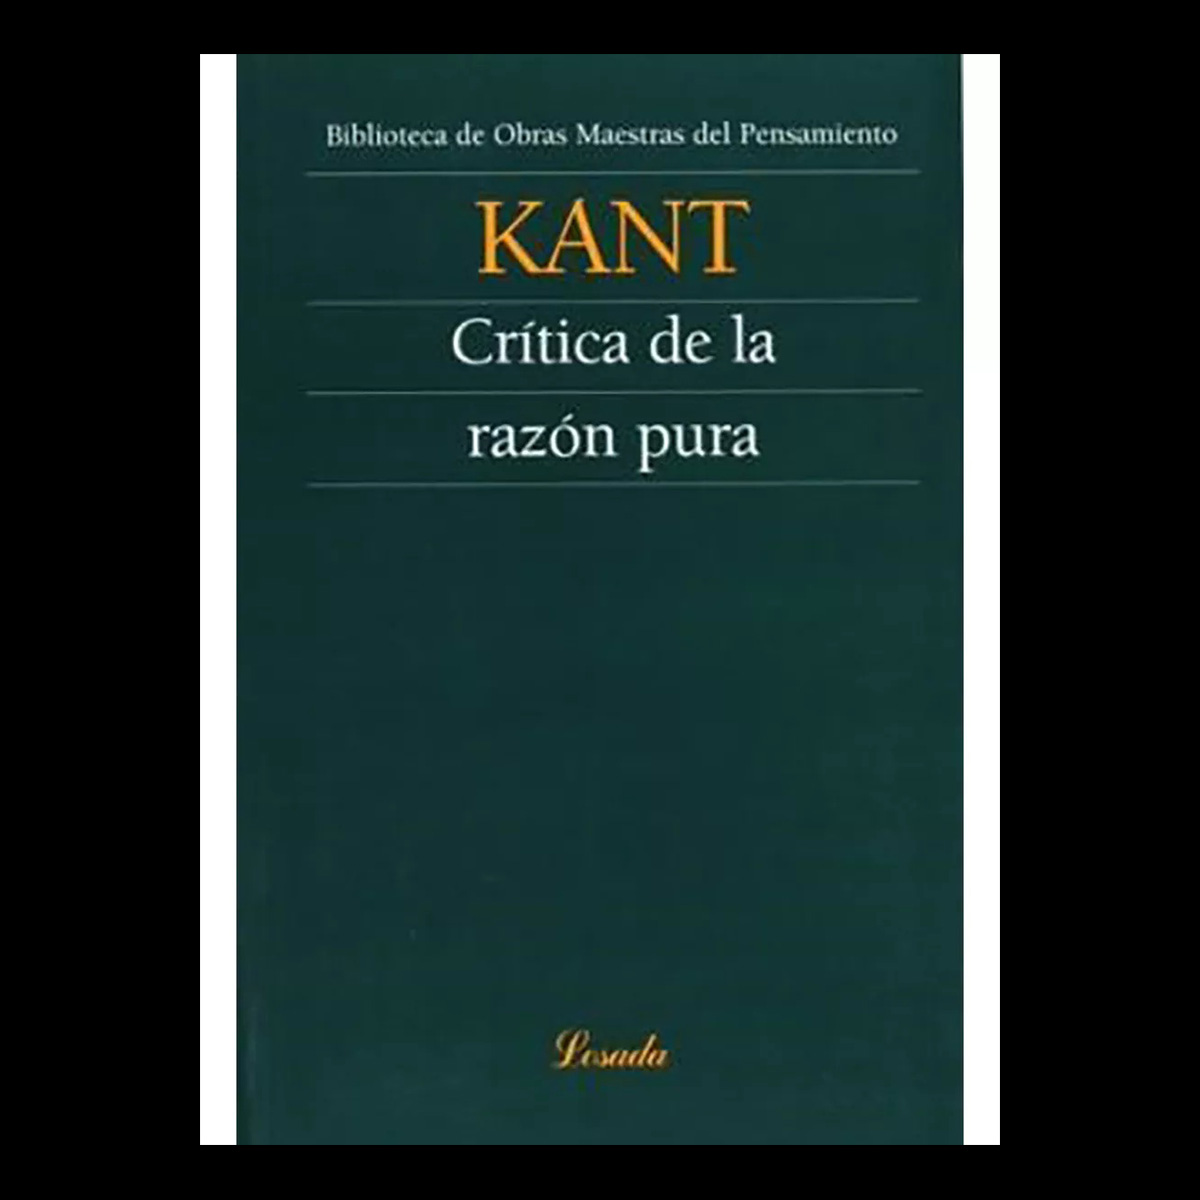 Biblioteca de Obras Maestras del Pensamiento
KANT
Crítica de la
razón pura
Losada